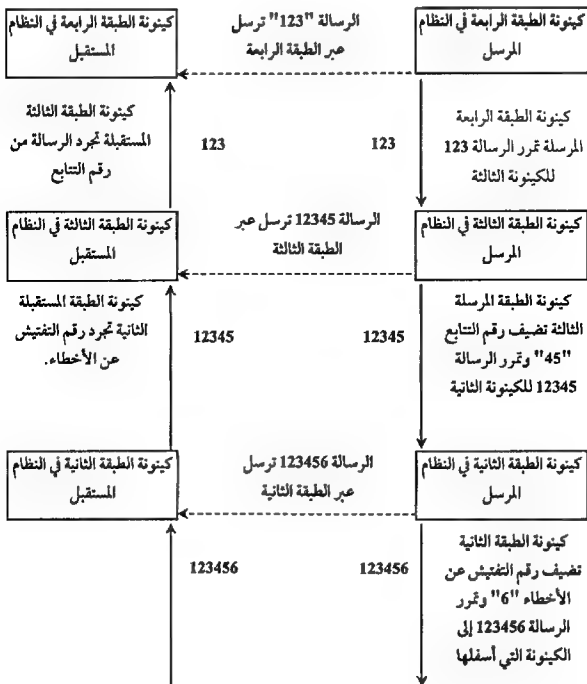 كينونة الطبقة الرابعة في النظام
المرسل
الرسالة "123" ترسل
عبر الطبقة الرابعة
كينونة الطبقة الرابعة في النظام
المستقبل
كينونة الطبقة الرابعة
المرسلة تمرر الرسالة 123
للكينونة الثالثة
123
123
كينونة الطبقة الثالثة
المستقبلة تجرد الرسالة من
رقم التتابع
كينونة الطبقة الثالثة في النظام
المرسل
الرسالة 12345 ترسل عبر
الطبقة الثالثة
كينونة الطبقة الثالثة في النظام
المستقبل
كينونة الطبقة المرسلة
الثالثة تضيف رقم التتابع
"45" وتمرر الرسالة
12345 للكينونة الثانية
12345
12345
كينونة الطبقة المستقبلة
الثانية تجرد رقم التفتيش
عن الأخطاء.
كينونة الطبقة الثانية في النظام
المرسل
الرسالة 123456 ترسل
عبر الطبقة الثانية
كينونة الطبقة الثانية في النظام
المستقبل
كينونة الطبقة الثانية
تضيف رقم التفتيش عن
الأخطاء "6" وتمرر
الرسالة 123456 إلى
الكينونة التي أسفلها
123456
123456